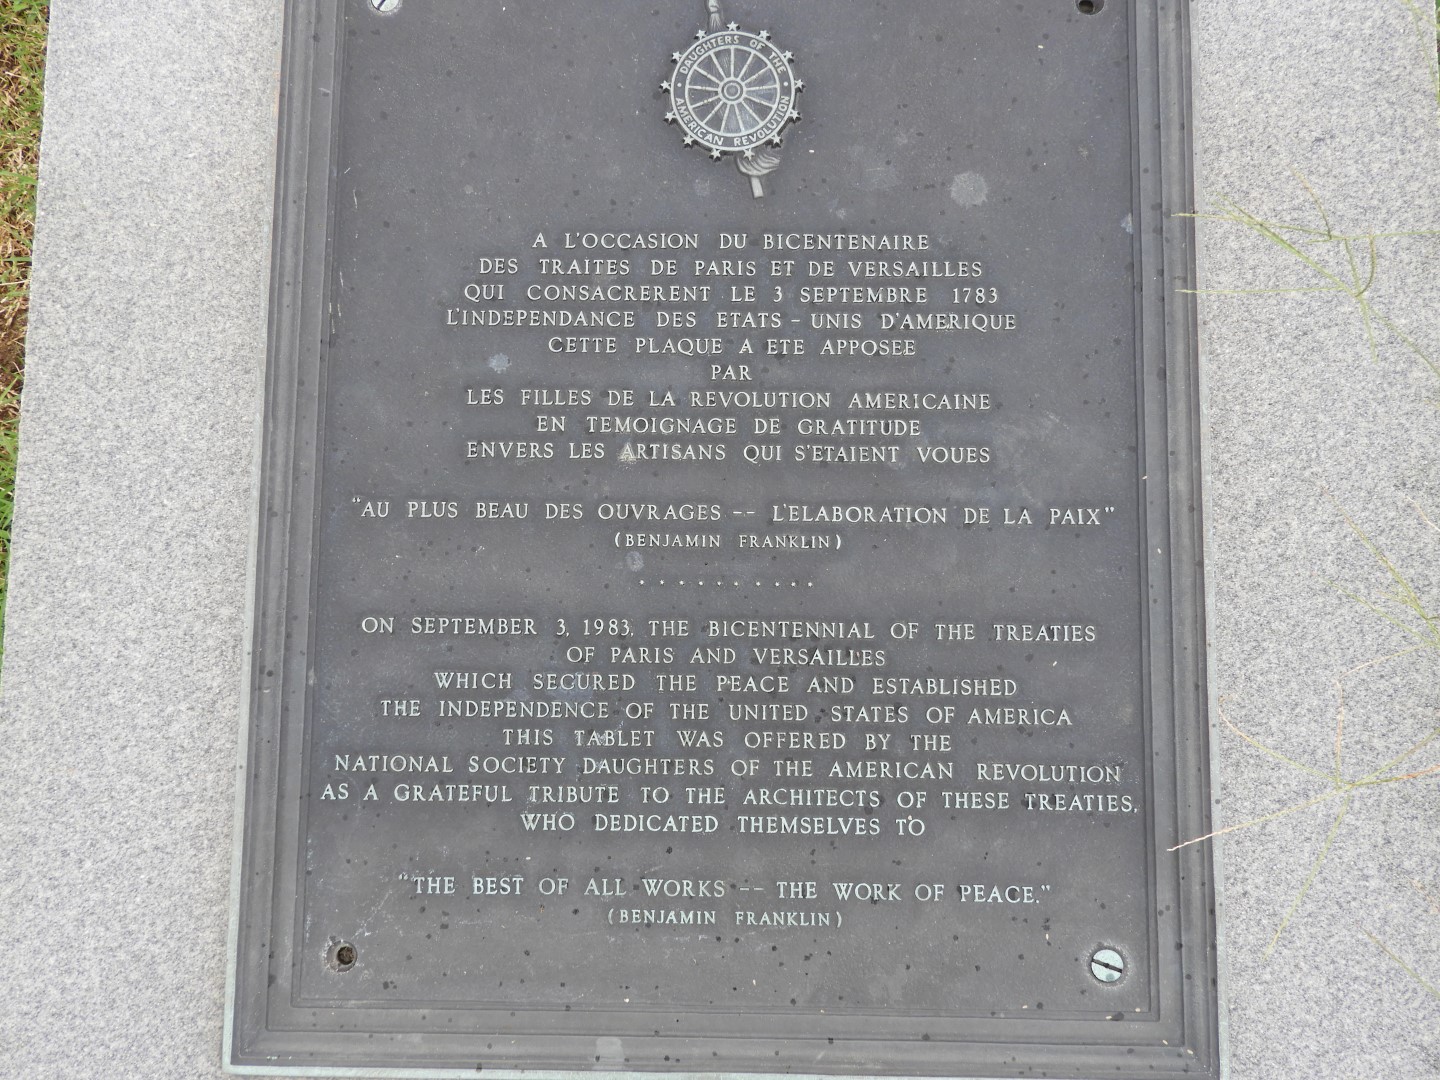 DAUGHTERS OF THE
AMERICAN REVOLUTION
A L'OCCASION DU BICENTENAIRE
DES TRAITES DE PARIS ET DE VERSAILLES
QUI CONSACRERENT LE 3 SEPTEMBRE 1783
L'INDEPENDANCE DES ETATS - UNIS D'AMERIQUE
CETTE PLAQUE A ETE APPOSEE
PAR
LES FILLES DE LA REVOLUTION AMERICAINE
EN TEMOIGNAGE DE GRATITUDE
ENVERS LES ARTISANS QUI S'ETAIENT VOUES
"AU PLUS BEAU DES OUVRAGES -- L'ELABORATION DE LA PAIX"
(BENJAMIN FRANKLIN)
. . . . . . . . . .
ON SEPTEMBER 3, 1983, THE BICENTENNIAL OF THE TREATIES
OF PARIS AND VERSAILLES
WHICH SECURED THE PEACE AND ESTABLISHED
THE INDEPENDENCE OF THE UNITED STATES OF AMERICA
THIS TABLET WAS OFFERED BY THE
NATIONAL SOCIETY DAUGHTERS OF THE AMERICAN REVOLUTION
AS A GRATEFUL TRIBUTE TO THE ARCHITECTS OF THESE TREATIES,
WHO DEDICATED THEMSELVES TO
"THE BEST OF ALL WORKS -- THE WORK OF PEACE."
(BENJAMIN FRANKLIN)